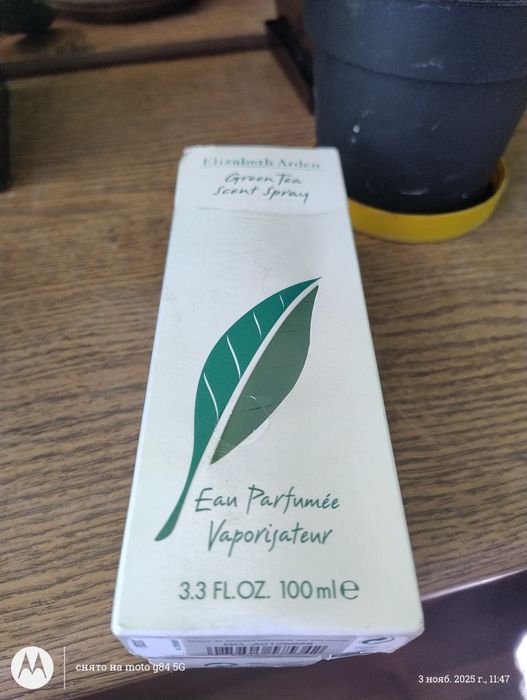 Elizabeth Arden
Green Tea
Scent Spray
Eau Parfumée
Vaporisateur
3.3 FL.OZ. 100 ml e
снято на moto g84 5G
3 нояб. 2025 г., 11:47